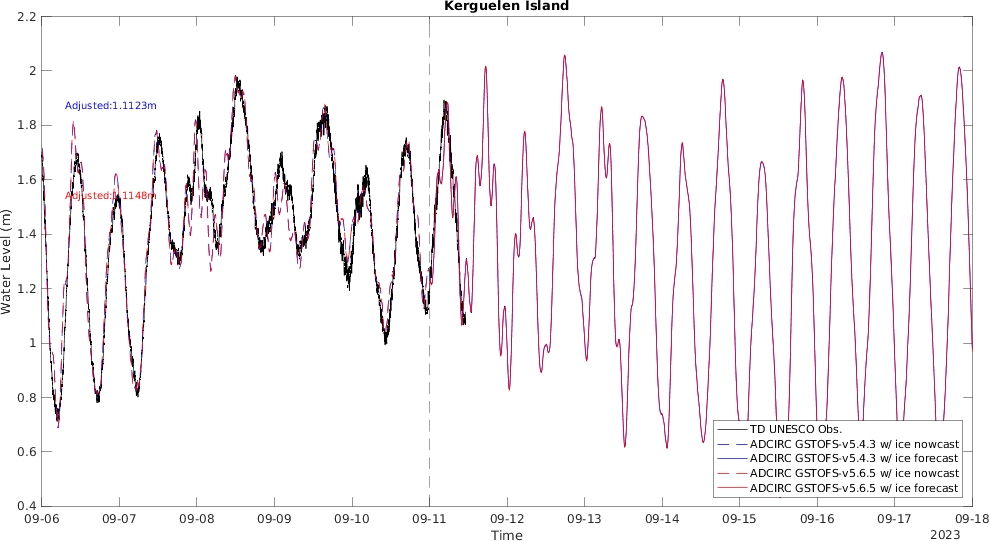 Kerguelen Island
2.2
2
1.8
1.6
1.4
1.2
1
0.8
0.6
0.4
Water Level (m)
Adjusted:1.1123m
Adjusted:1.1148m
TD UNESCO Obs.
ADCIRC GSTOFS-v5.4.3 w/ ice nowcast
ADCIRC GSTOFS-v5.4.3 w/ ice forecast
ADCIRC GSTOFS-v5.6.5 w/ ice nowcast
ADCIRC GSTOFS-v5.6.5 w/ ice forecast
09-06 09-07 09-08 09-09 09-10 09-11 09-12 09-13 09-14 09-15 09-16 09-17 09-18
Time
2023